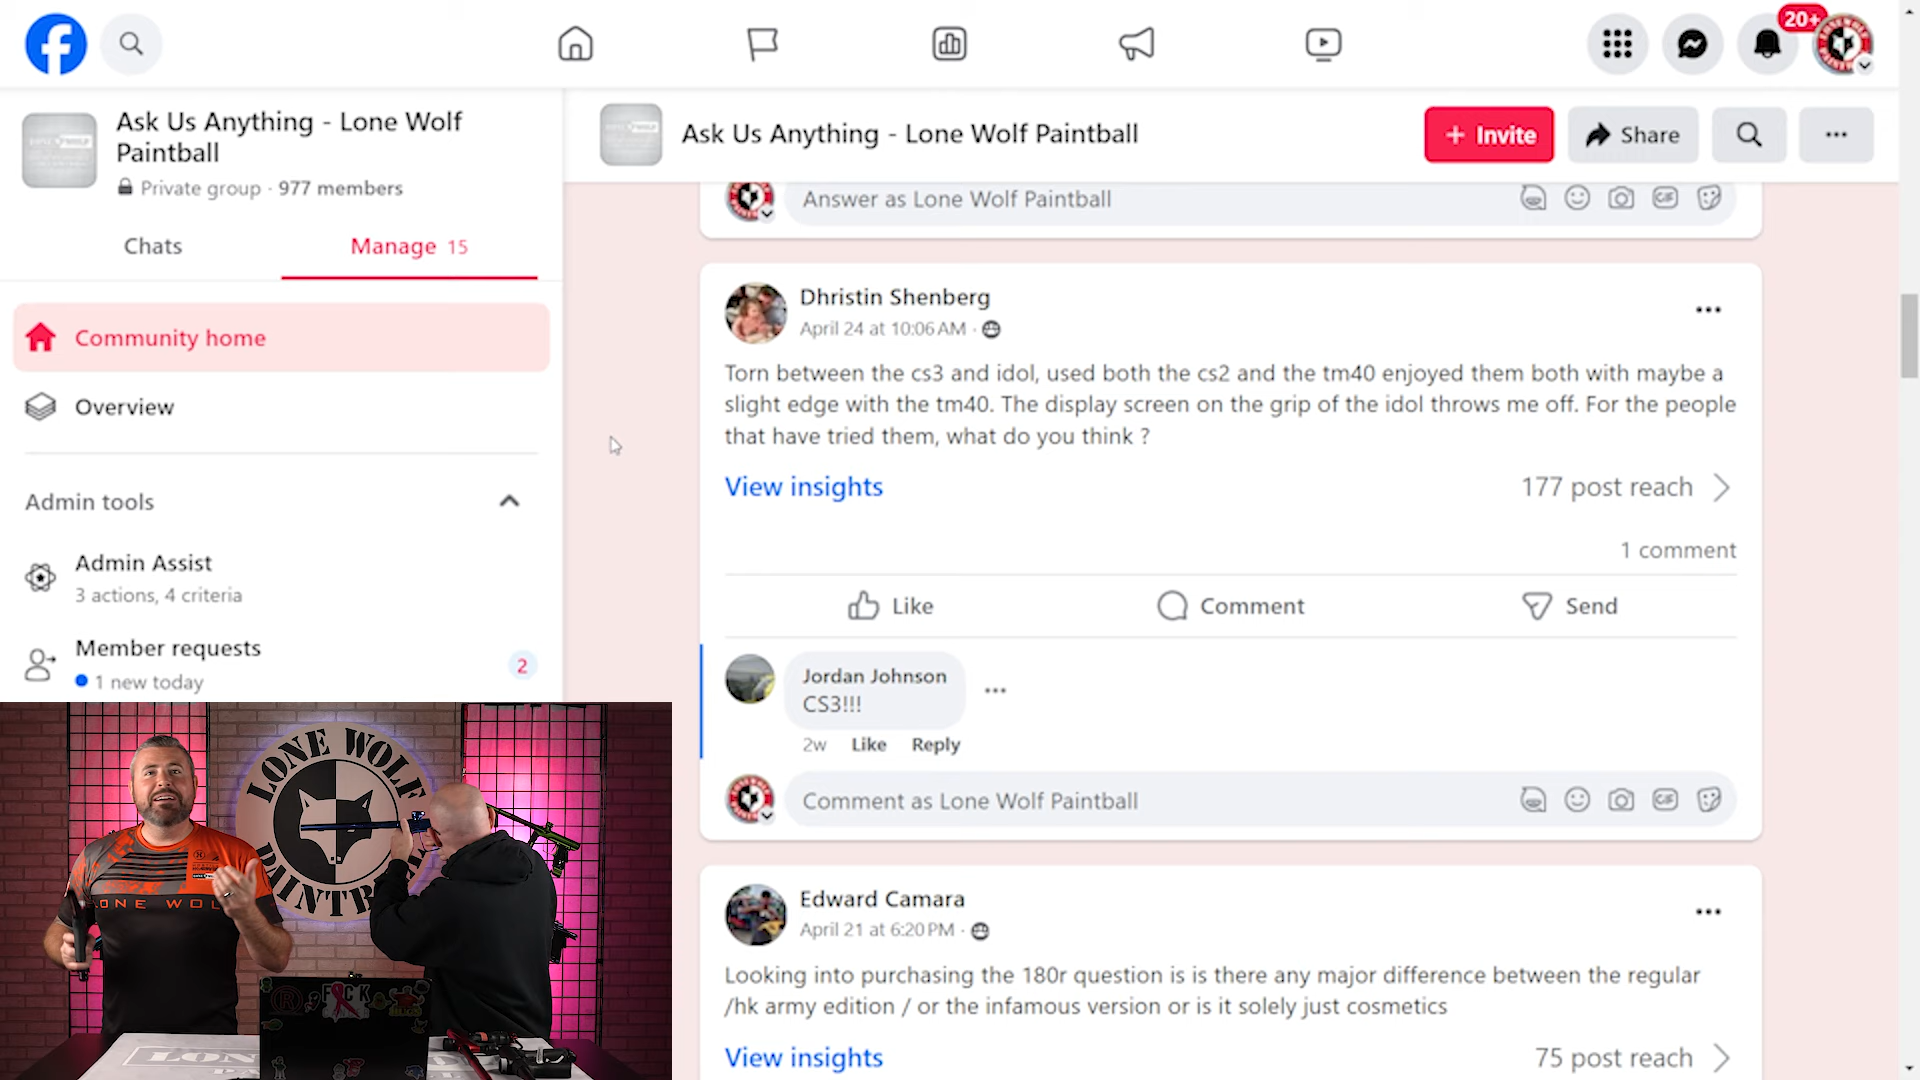 20+
Ask Us Anything - Lone Wolf
Paintball
Private group · 977 members
Chats
Manage 15
Community home
Overview
Admin tools
Admin Assist
3 actions, 4 criteria
Member requests
2
1 new today
Ask Us Anything - Lone Wolf Paintball
+ Invite
Share
Answer as Lone Wolf Paintball
GIF
Dhristin Shenberg
April 24 at 10:06 AM ·
Torn between the cs3 and idol, used both the cs2 and the tm40 enjoyed them both with maybe a
slight edge with the tm40. The display screen on the grip of the idol throws me off. For the people
that have tried them, what do you think ?
View insights
177 post reach
1 comment
Like
Comment
Send
Jordan Johnson
CS3!!!
2w Like Reply
Comment as Lone Wolf Paintball
GIF
Edward Camara
April 21 at 6:20 PM ·
Looking into purchasing the 180r question is is there any major difference between the regular
/hk army edition / or the infamous version or is it solely just cosmetics
View insights
75 post reach
LONE WOLF